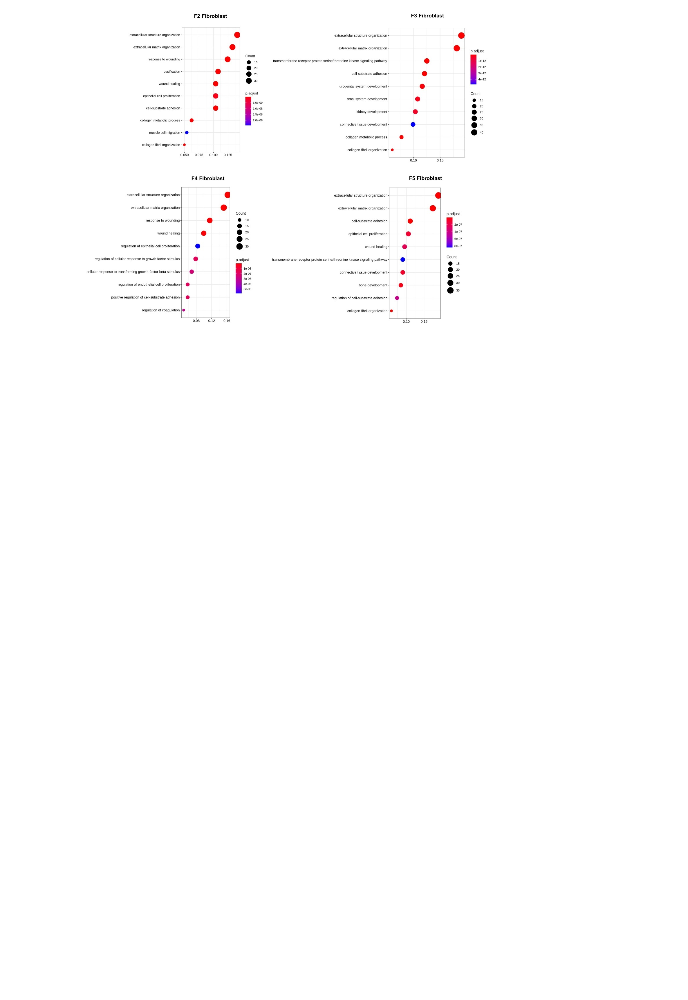 F2 Fibroblast
extracellular structure organization
extracellular matrix organization
response to wounding
ossification
wound healing
epithelial cell proliferation
cell-substrate adhesion
collagen metabolic process
muscle cell migration
collagen fibril organization
0.050 0.075 0.100 0.125
Count
15
20
25
30
p.adjust
5.0e-09
1.0e-08
1.5e-08
2.0e-08
F3 Fibroblast
extracellular structure organization
extracellular matrix organization
transmembrane receptor protein serine/threonine kinase signaling pathway
cell-substrate adhesion
urogenital system development
renal system development
kidney development
connective tissue development
collagen metabolic process
collagen fibril organization
0.10 0.15
p.adjust
1e-12
2e-12
3e-12
4e-12
Count
15
20
25
30
35
40
F4 Fibroblast
extracellular structure organization
extracellular matrix organization
response to wounding
wound healing
regulation of epithelial cell proliferation
regulation of cellular response to growth factor stimulus
cellular response to transforming growth factor beta stimulus
regulation of endothelial cell proliferation
positive regulation of cell-substrate adhesion
regulation of coagulation
0.08 0.12 0.16
Count
10
15
20
25
30
p.adjust
1e-06
2e-06
3e-06
4e-06
5e-06
F5 Fibroblast
extracellular structure organization
extracellular matrix organization
cell-substrate adhesion
epithelial cell proliferation
wound healing
transmembrane receptor protein serine/threonine kinase signaling pathway
connective tissue development
bone development
regulation of cell-substrate adhesion
collagen fibril organization
0.10 0.15
p.adjust
2e-07
4e-07
6e-07
8e-07
Count
15
20
25
30
35